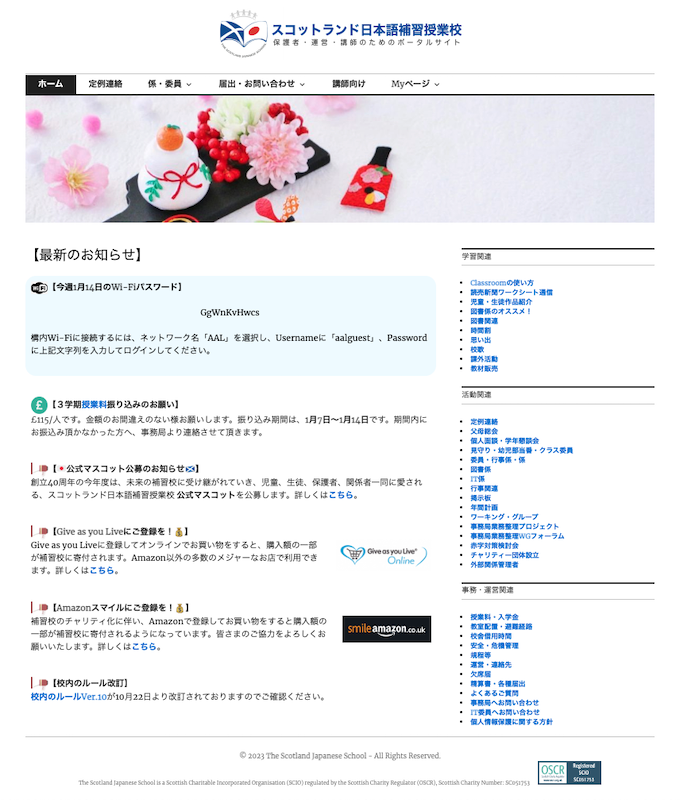 スコットランド日本語補習授業校
保護者・運営・講師のためのポータルサイト
THE SCOTLAND JAPANESE SCHOOL
ホーム 定例連絡 係・委員 届出・お問い合わせ 講師向け Myページ
【最新のお知らせ】
WiFi【今週1月14日のWi-Fiパスワード】
GgWnKvHwcs
構内Wi-Fiに接続するには、ネットワーク名「AAL」を選択し、Usernameに「aalguest」、Password
に上記文字列を入力してログインしてください。
£【３学期授業料振り込みのお願い】
£115/人です。金額のお間違えのない様お願いします。振り込み期間は、1月7日〜1月14日です。期間内に
お振込み頂かなかった方へ、事務局より連絡させて頂きます。
【🇯🇵公式マスコット公募のお知らせ🏴󠁧󠁢󠁳󠁣󠁴󠁿】
創立40周年の今年度は、未来の補習校に受け継がれていき、児童、生徒、保護者、関係者一同に愛され
る、スコットランド日本語補習授業校 公式マスコットを公募します。詳しくはこちら。
【Give as you Liveにご登録を！💰】
Give as you Liveに登録してオンラインでお買い物をすると、購入額の一部
が補習校に寄付されます。Amazon以外の多数のメジャーなお店で利用でき
ます。詳しくはこちら。
Give as you Live®
Online
【Amazonスマイルにご登録を！💰】
補習校のチャリティ化に伴い、Amazonで登録してお買い物をすると購入額の
一部が補習校に寄付されるようになっています。皆さまのご協力をよろしくお
願いいたします。詳しくはこちら。
smile.amazon.co.uk
【校内のルール改訂】
校内のルールVer.10が10月22日より改訂されておりますのでご確認ください。
学習関連
Classroomの使い方
読売新聞ワークシート通信
児童・生徒作品紹介
図書係のオススメ！
図書関連
時間割
思い出
校歌
課外活動
教材販売
活動関連
定例連絡
父母総会
個人面談・学年懇談会
見守り・幼児部当番・クラス委員
委員・行事係・係
図書係
IT係
行事関連
掲示板
年間計画
ワーキング・グループ
事務局業務整理プロジェクト
事務局業務整理WGフォーラム
赤字対策検討会
チャリティー団体設立
外部関係管理者
事務・運営関連
授業料・入学金
教室配置・避難経路
校舎借用時間
安全・危機管理
規程等
運営・連絡先
欠席届
精算書・各種届出
よくあるご質問
事務局へお問い合わせ
IT委員へお問い合わせ
個人情報保護に関する方針
© 2023 The Scotland Japanese School - All Rights Reserved.
The Scotland Japanese School is a Scottish Charitable Incorporated Organisation (SCIO) regulated by the Scottish Charity Regulator (OSCR), Scottish Charity Number: SC051753
OSCR
Registered
SCIO
SC051753